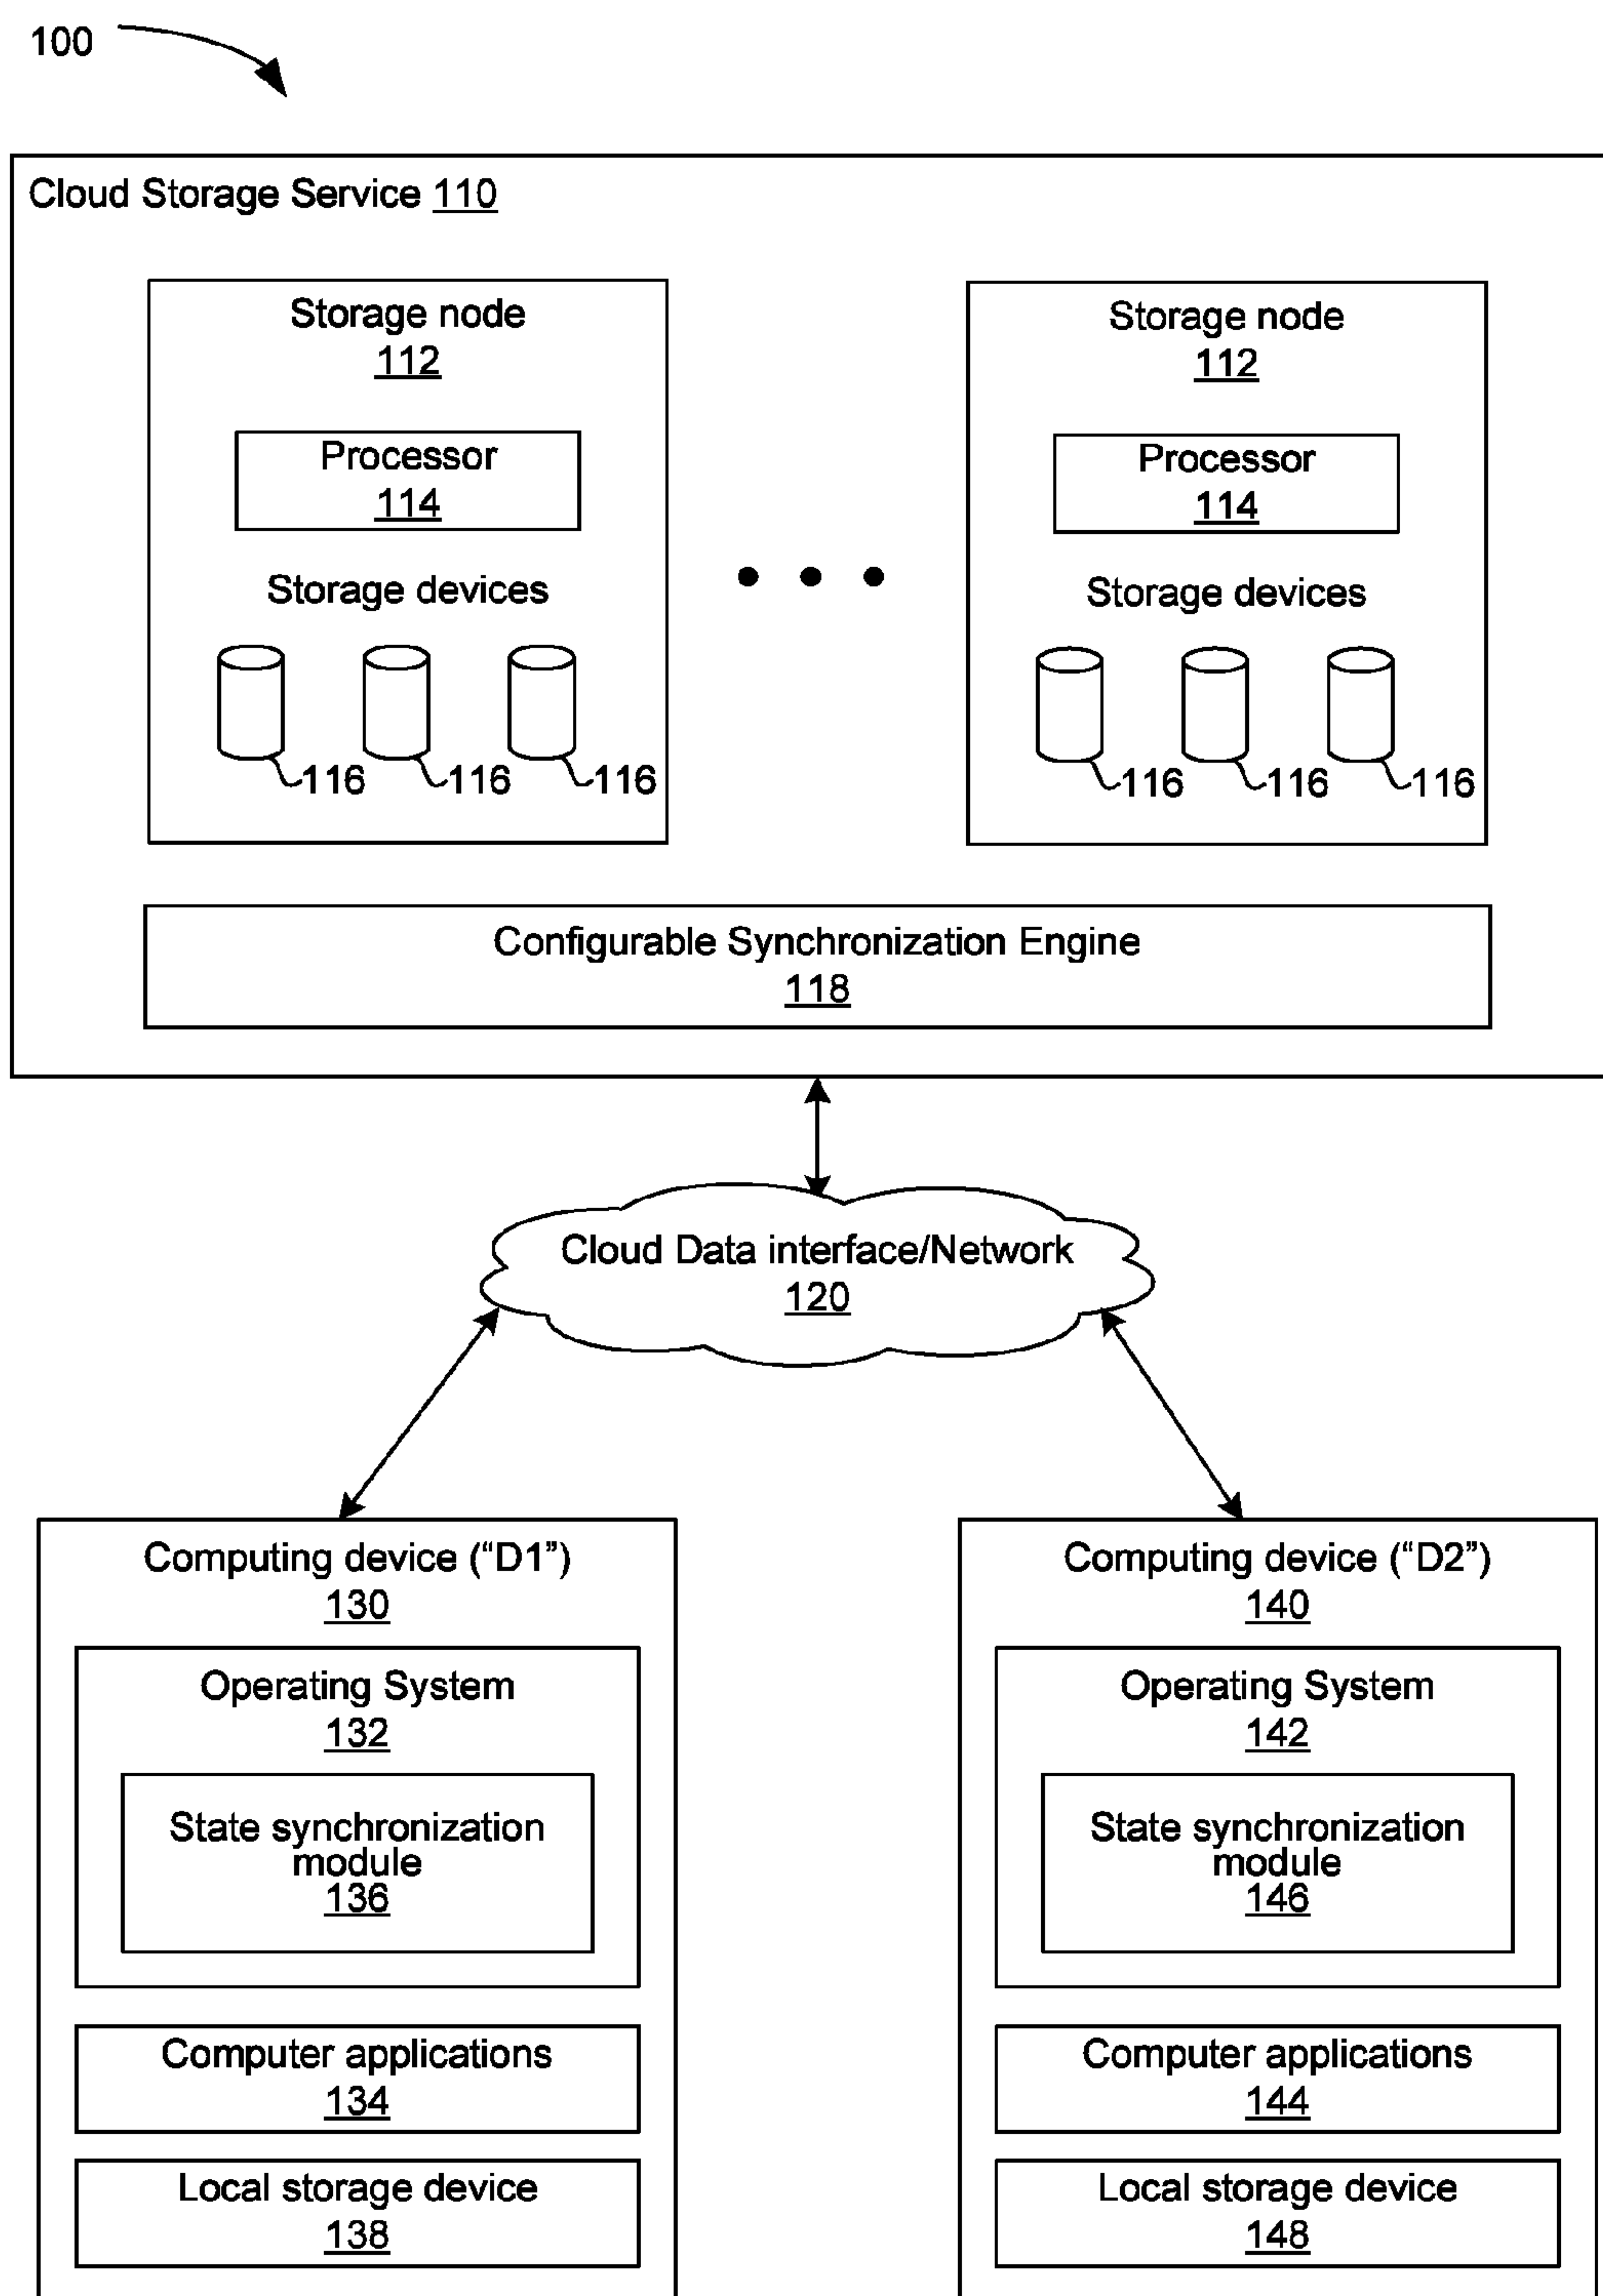 100
Cloud Storage Service 110
Storage node
112
Processor
114
Storage devices
116 116 116
Storage node
112
Processor
114
Storage devices
116 116 116
Configurable Synchronization Engine
118
Cloud Data interface/Network
120
Computing device (“D1”)
130
Operating System
132
State synchronization
module
136
Computer applications
134
Local storage device
138
Computing device (“D2”)
140
Operating System
142
State synchronization
module
146
Computer applications
144
Local storage device
148